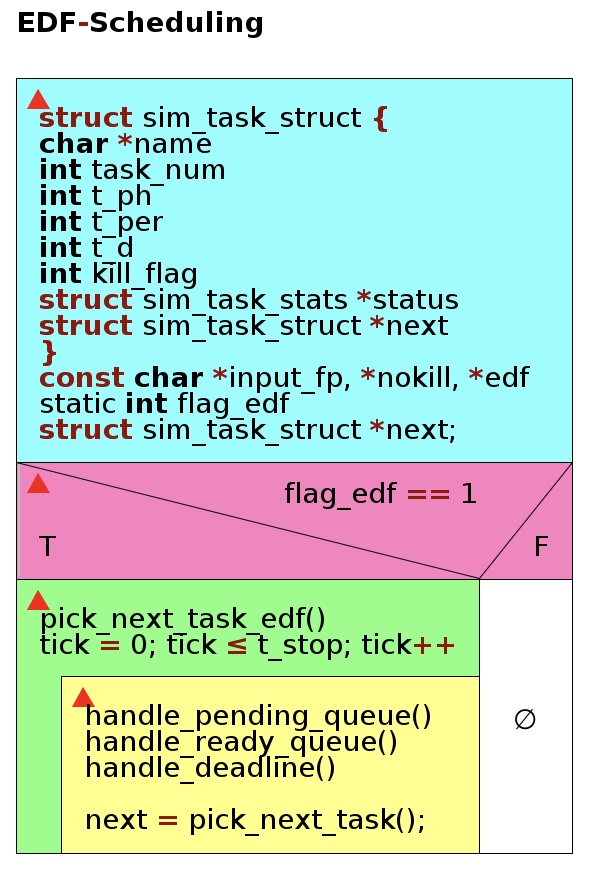 EDF-Scheduling
struct sim_task_struct {
char *name
int task_num
int t_ph
int t_per
int t_d
int kill_flag
struct sim_task_stats *status
struct sim_task_struct *next
}
const char *input_fp, *nokill, *edf
static int flag_edf
struct sim_task_struct *next;
flag_edf == 1
T F
pick_next_task_edf()
tick = 0; tick ≤ t_stop; tick++
handle_pending_queue()
handle_ready_queue()
handle_deadline()
next = pick_next_task();
∅